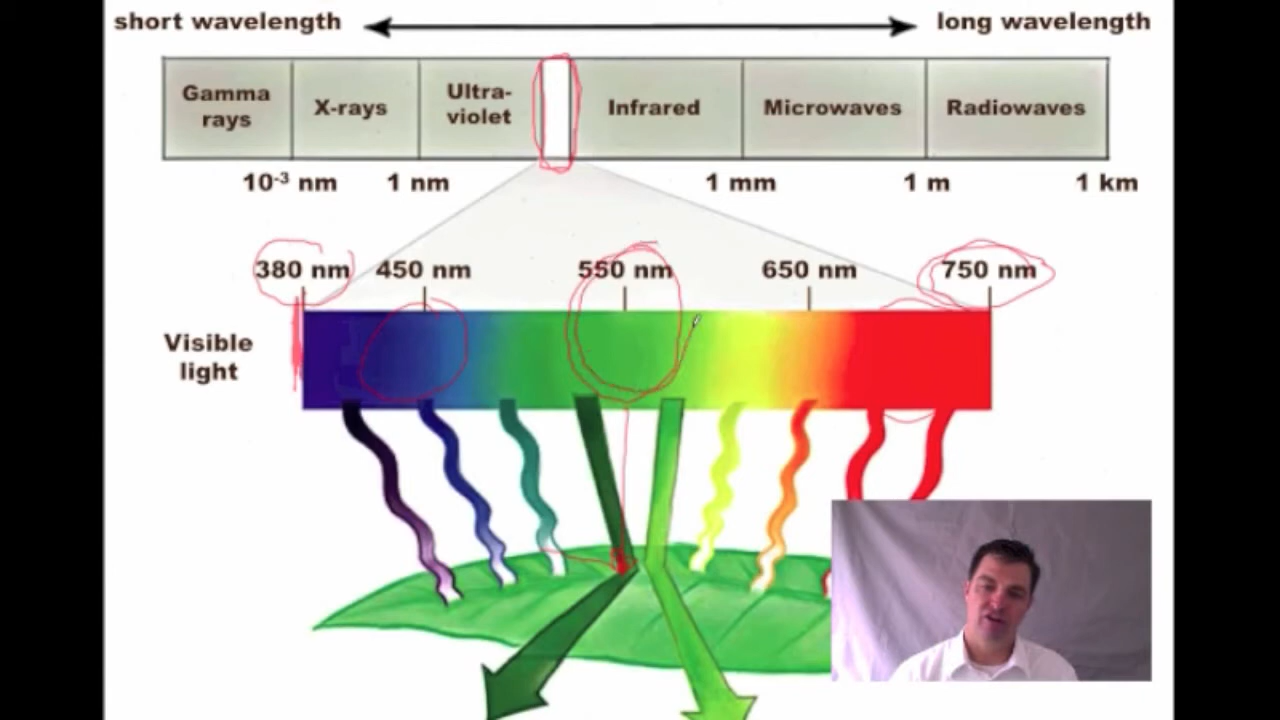 short wavelength
long wavelength
Gamma
rays
X-rays
Ultra-
violet
Infrared
Microwaves
Radiowaves
10⁻³ nm
1 nm
1 mm
1 m
1 km
380 nm
450 nm
550 nm
650 nm
750 nm
Visible
light